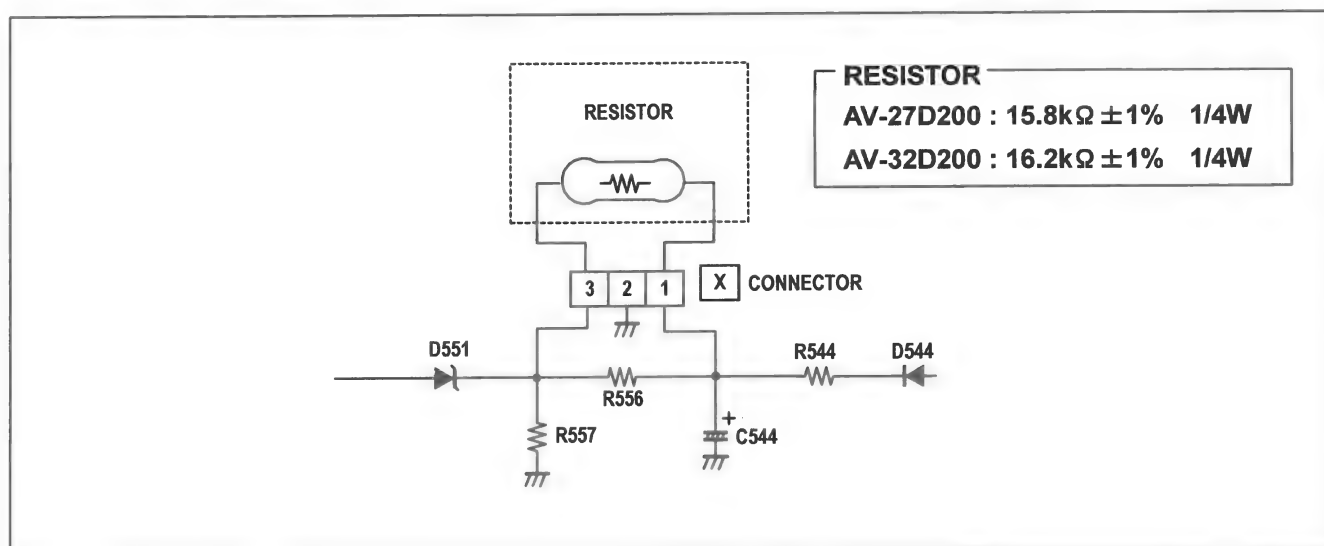 RESISTOR
AV-27D200 : 15.8kΩ ±1% 1/4W
AV-32D200 : 16.2kΩ ±1% 1/4W
RESISTOR
3 2 1
X CONNECTOR
D551
R556
R544
D544
R557
+
C544